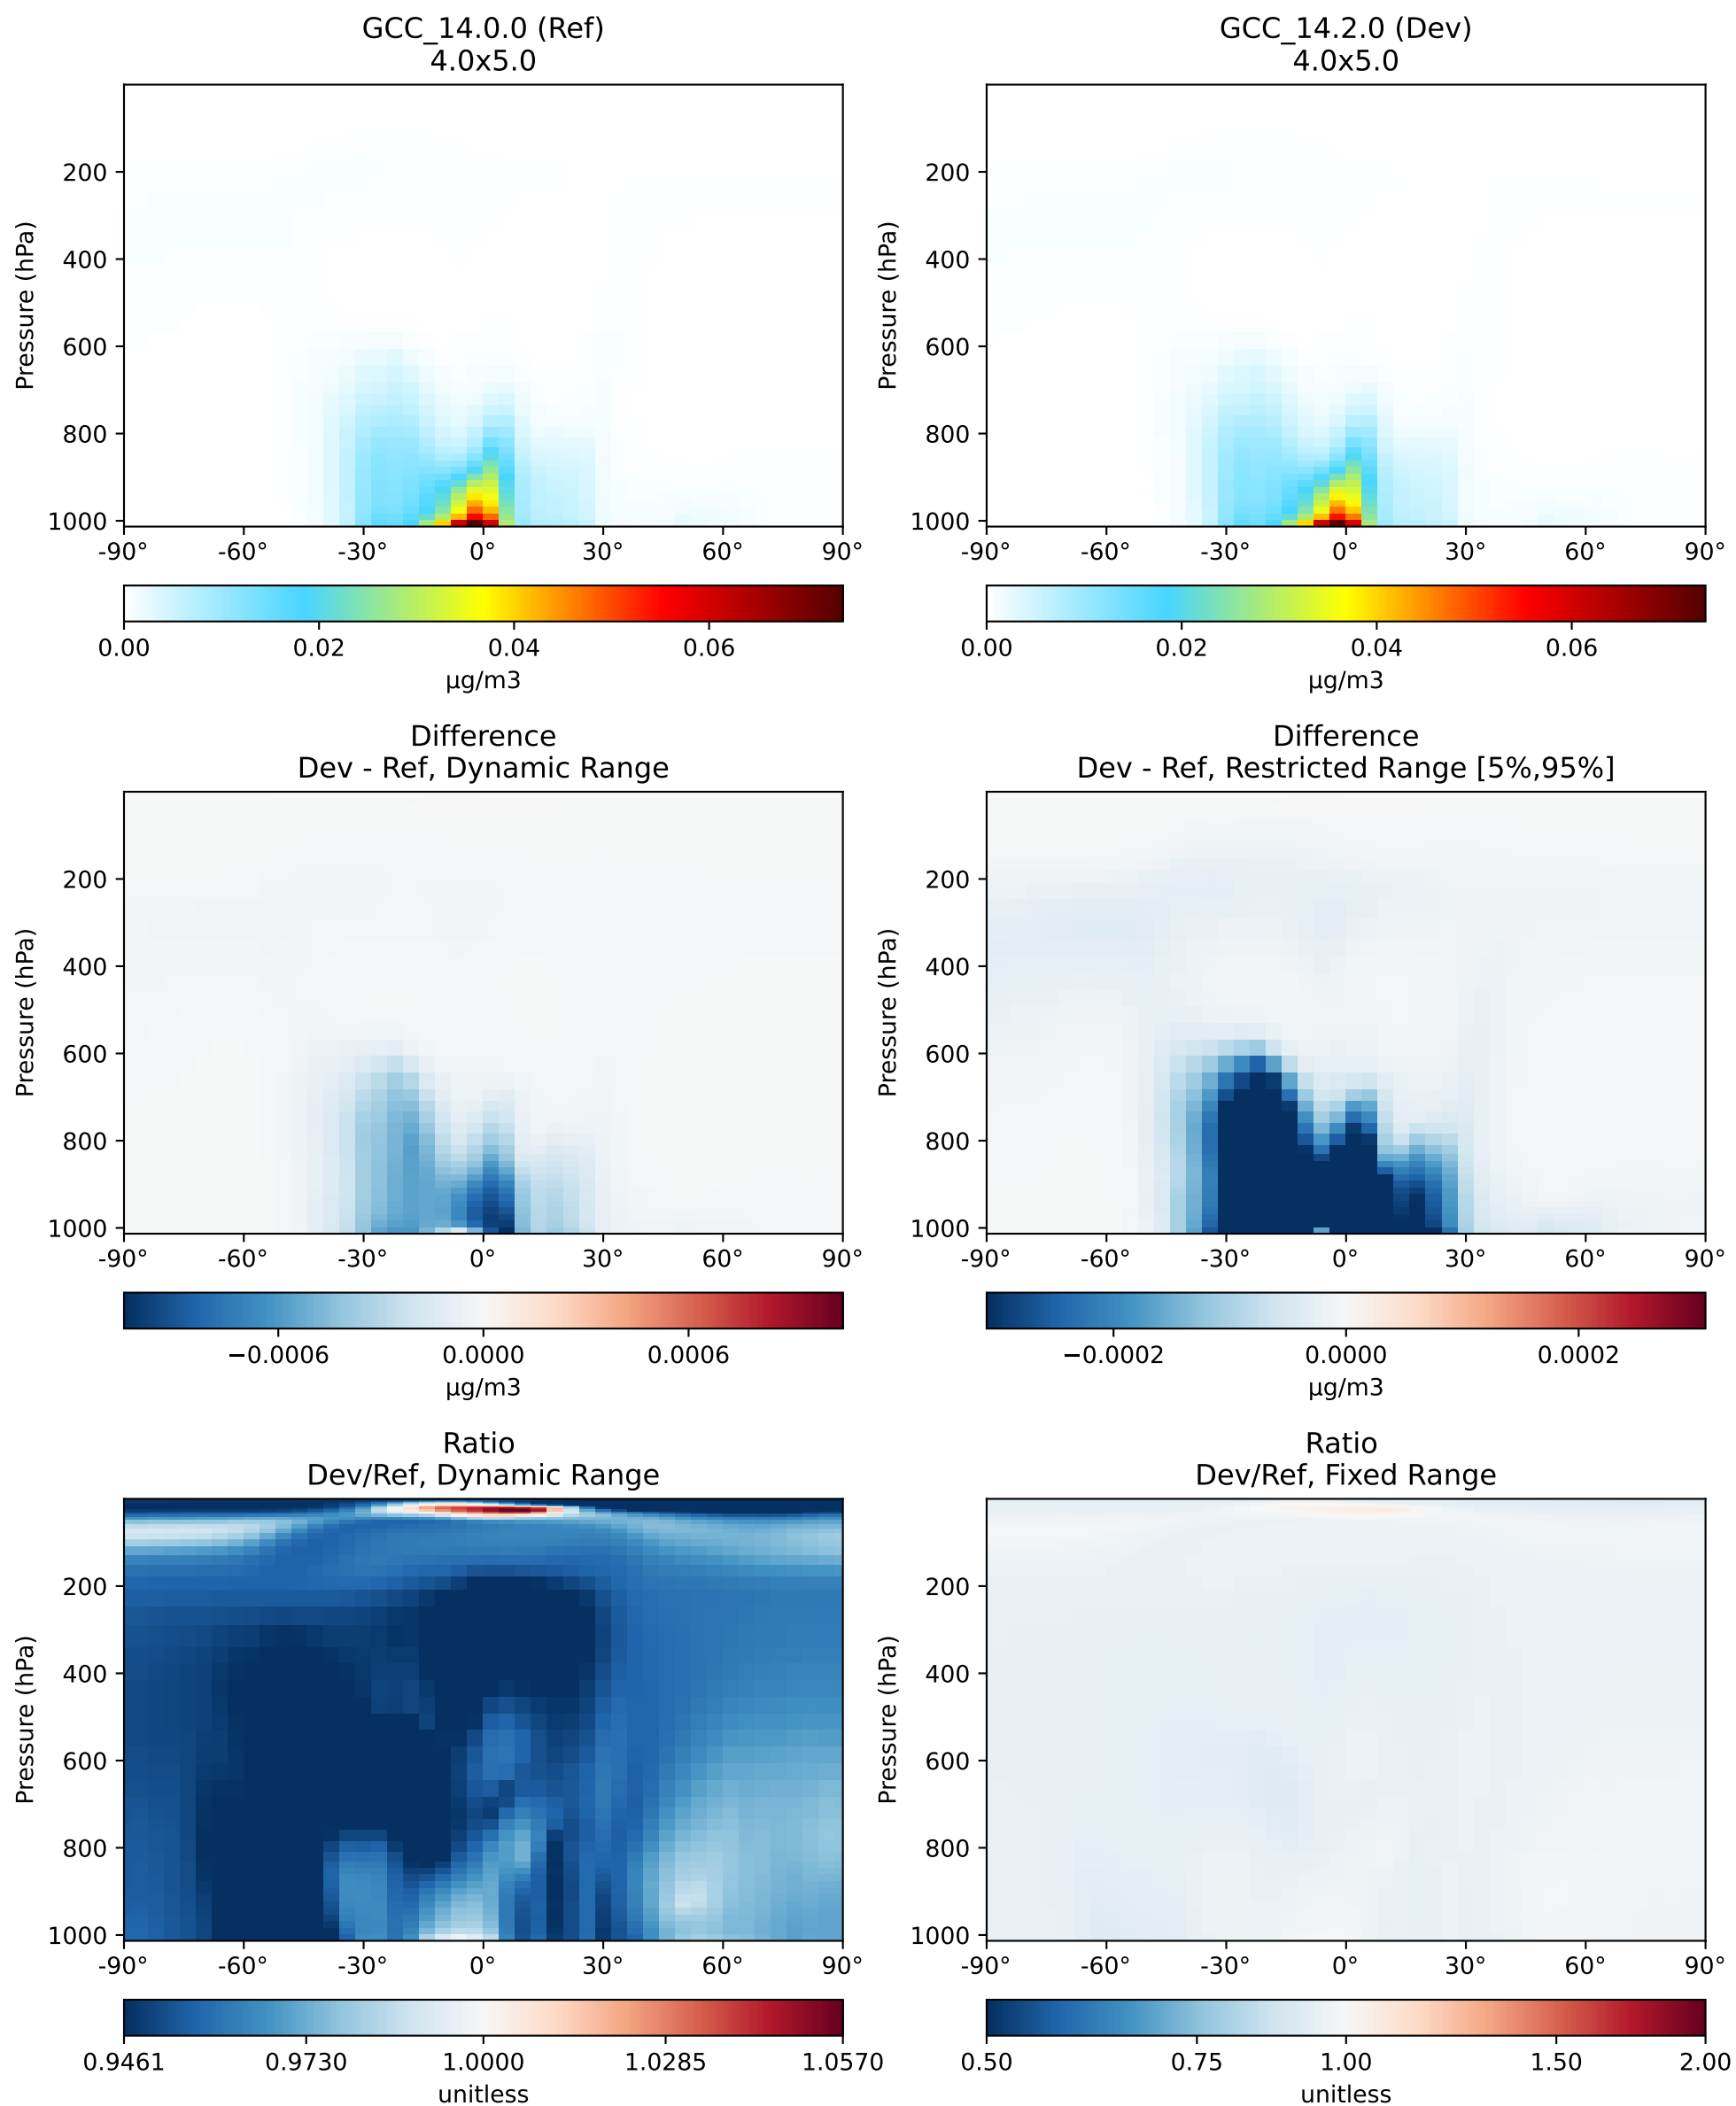 GCC_14.0.0 (Ref)
4.0x5.0
Pressure (hPa)
200
400
600
800
1000
-90° -60° -30° 0° 30° 60° 90°
0.00 0.02 0.04 0.06
µg/m3
GCC_14.2.0 (Dev)
4.0x5.0
Pressure (hPa)
200
400
600
800
1000
-90° -60° -30° 0° 30° 60° 90°
0.00 0.02 0.04 0.06
µg/m3
Difference
Dev - Ref, Dynamic Range
Pressure (hPa)
200
400
600
800
1000
-90° -60° -30° 0° 30° 60° 90°
−0.0006 0.0000 0.0006
µg/m3
Difference
Dev - Ref, Restricted Range [5%,95%]
Pressure (hPa)
200
400
600
800
1000
-90° -60° -30° 0° 30° 60° 90°
−0.0002 0.0000 0.0002
µg/m3
Ratio
Dev/Ref, Dynamic Range
Pressure (hPa)
200
400
600
800
1000
-90° -60° -30° 0° 30° 60° 90°
0.9461 0.9730 1.0000 1.0285 1.0570
unitless
Ratio
Dev/Ref, Fixed Range
Pressure (hPa)
200
400
600
800
1000
-90° -60° -30° 0° 30° 60° 90°
0.50 0.75 1.00 1.50 2.00
unitless